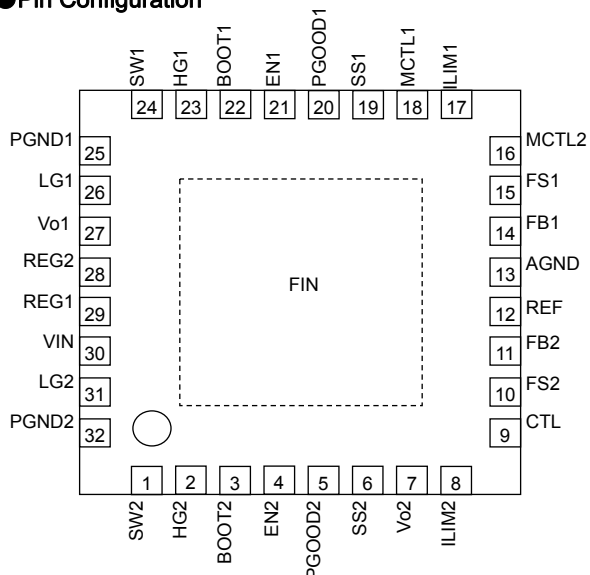 ●Pin Configuration
SW1 HG1 BOOT1 EN1 PGOOD1 SS1 MCTL1 ILIM1
24 23 22 21 20 19 18 17
PGND1 25 16 MCTL2
LG1 26 15 FS1
Vo1 27 14 FB1
REG2 28 13 AGND
FIN
REG1 29 12 REF
VIN 30 11 FB2
LG2 31 10 FS2
PGND2 32 9 CTL
1 2 3 4 5 6 7 8
SW2 HG2 BOOT2 EN2 PGOOD2 SS2 Vo2 ILIM2